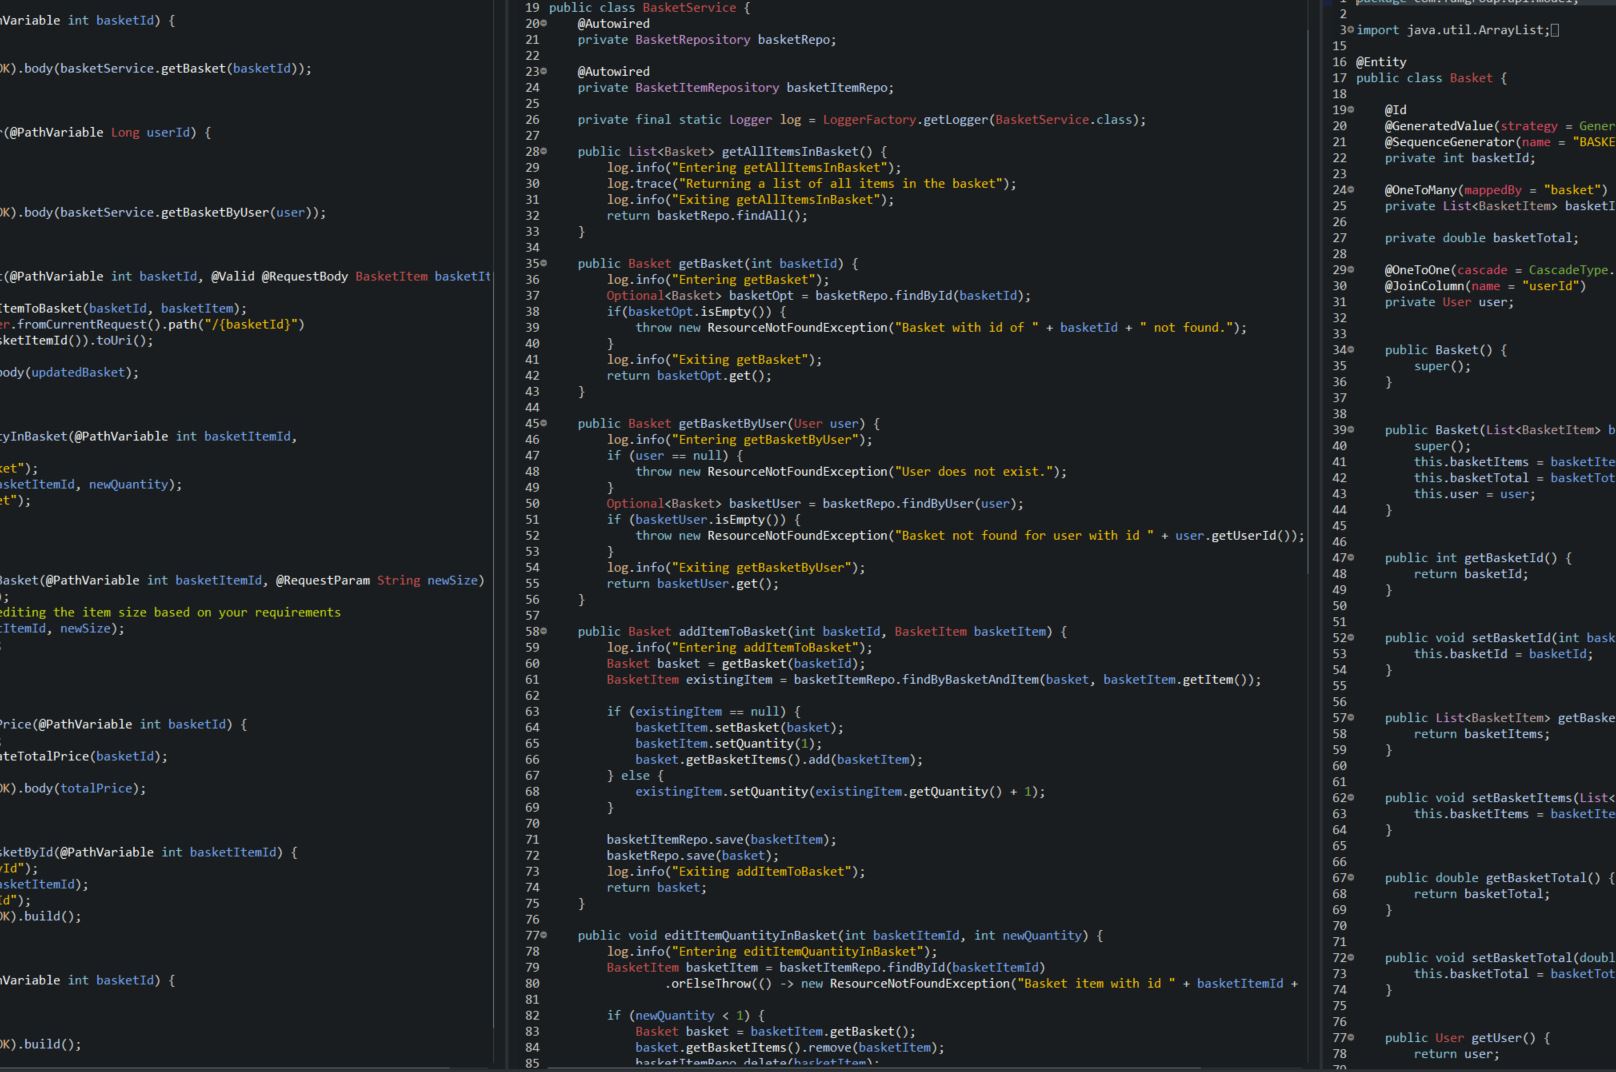 hVariable int basketId) {
OK).body(basketService.getBasket(basketId));
r(@PathVariable Long userId) {
OK).body(basketService.getBasketByUser(user));
t(@PathVariable int basketId, @Valid @RequestBody BasketItem basketIt
ItemToBasket(basketId, basketItem);
er.fromCurrentRequest().path("/{basketId}")
sketItemId()).toUri();
body(updatedBasket);
tyInBasket(@PathVariable int basketItemId,
ket");
asketItemId, newQuantity);
et");
Basket(@PathVariable int basketItemId, @RequestParam String newSize)
);
editing the item size based on your requirements
tItemId, newSize);
;
Price(@PathVariable int basketId) {
;
ateTotalPrice(basketId);
OK).body(totalPrice);
sketById(@PathVariable int basketItemId) {
yId");
asketItemId);
Id");
OK).build();
hVariable int basketId) {
OK).build();
19 public class BasketService {
20 @Autowired
21 private BasketRepository basketRepo;
22
23 @Autowired
24 private BasketItemRepository basketItemRepo;
25
26 private final static Logger log = LoggerFactory.getLogger(BasketService.class);
27
28 public List<Basket> getAllItemsInBasket() {
29 log.info("Entering getAllItemsInBasket");
30 log.trace("Returning a list of all items in the basket");
31 log.info("Exiting getAllItemsInBasket");
32 return basketRepo.findAll();
33 }
34
35 public Basket getBasket(int basketId) {
36 log.info("Entering getBasket");
37 Optional<Basket> basketOpt = basketRepo.findById(basketId);
38 if(basketOpt.isEmpty()) {
39 throw new ResourceNotFoundException("Basket with id of " + basketId + " not found.");
40 }
41 log.info("Exiting getBasket");
42 return basketOpt.get();
43 }
44
45 public Basket getBasketByUser(User user) {
46 log.info("Entering getBasketByUser");
47 if (user == null) {
48 throw new ResourceNotFoundException("User does not exist.");
49 }
50 Optional<Basket> basketUser = basketRepo.findByUser(user);
51 if (basketUser.isEmpty()) {
52 throw new ResourceNotFoundException("Basket not found for user with id " + user.getUserId());
53 }
54 log.info("Exiting getBasketByUser");
55 return basketUser.get();
56 }
57
58 public Basket addItemToBasket(int basketId, BasketItem basketItem) {
59 log.info("Entering addItemToBasket");
60 Basket basket = getBasket(basketId);
61 BasketItem existingItem = basketItemRepo.findByBasketAndItem(basket, basketItem.getItem());
62
63 if (existingItem == null) {
64 basketItem.setBasket(basket);
65 basketItem.setQuantity(1);
66 basket.getBasketItems().add(basketItem);
67 } else {
68 existingItem.setQuantity(existingItem.getQuantity() + 1);
69 }
70
71 basketItemRepo.save(basketItem);
72 basketRepo.save(basket);
73 log.info("Exiting addItemToBasket");
74 return basket;
75 }
76
77 public void editItemQuantityInBasket(int basketItemId, int newQuantity) {
78 log.info("Entering editItemQuantityInBasket");
79 BasketItem basketItem = basketItemRepo.findById(basketItemId)
80 .orElseThrow(() -> new ResourceNotFoundException("Basket item with id " + basketItemId +
81
82 if (newQuantity < 1) {
83 Basket basket = basketItem.getBasket();
84 basket.getBasketItems().remove(basketItem);
85 basketItemRepo.delete(basketItem);
2
3 import java.util.ArrayList;
15
16 @Entity
17 public class Basket {
18
19 @Id
20 @GeneratedValue(strategy = Gener
21 @SequenceGenerator(name = "BASKE
22 private int basketId;
23
24 @OneToMany(mappedBy = "basket")
25 private List<BasketItem> basketI
26
27 private double basketTotal;
28
29 @OneToOne(cascade = CascadeType.
30 @JoinColumn(name = "userId")
31 private User user;
32
33
34 public Basket() {
35 super();
36 }
37
38
39 public Basket(List<BasketItem> b
40 super();
41 this.basketItems = basketIte
42 this.basketTotal = basketTot
43 this.user = user;
44 }
45
46
47 public int getBasketId() {
48 return basketId;
49 }
50
51
52 public void setBasketId(int bask
53 this.basketId = basketId;
54 }
55
56
57 public List<BasketItem> getBaske
58 return basketItems;
59 }
60
61
62 public void setBasketItems(List<
63 this.basketItems = basketIte
64 }
65
66
67 public double getBasketTotal() {
68 return basketTotal;
69 }
70
71
72 public void setBasketTotal(doubl
73 this.basketTotal = basketTot
74 }
75
76
77 public User getUser() {
78 return user;